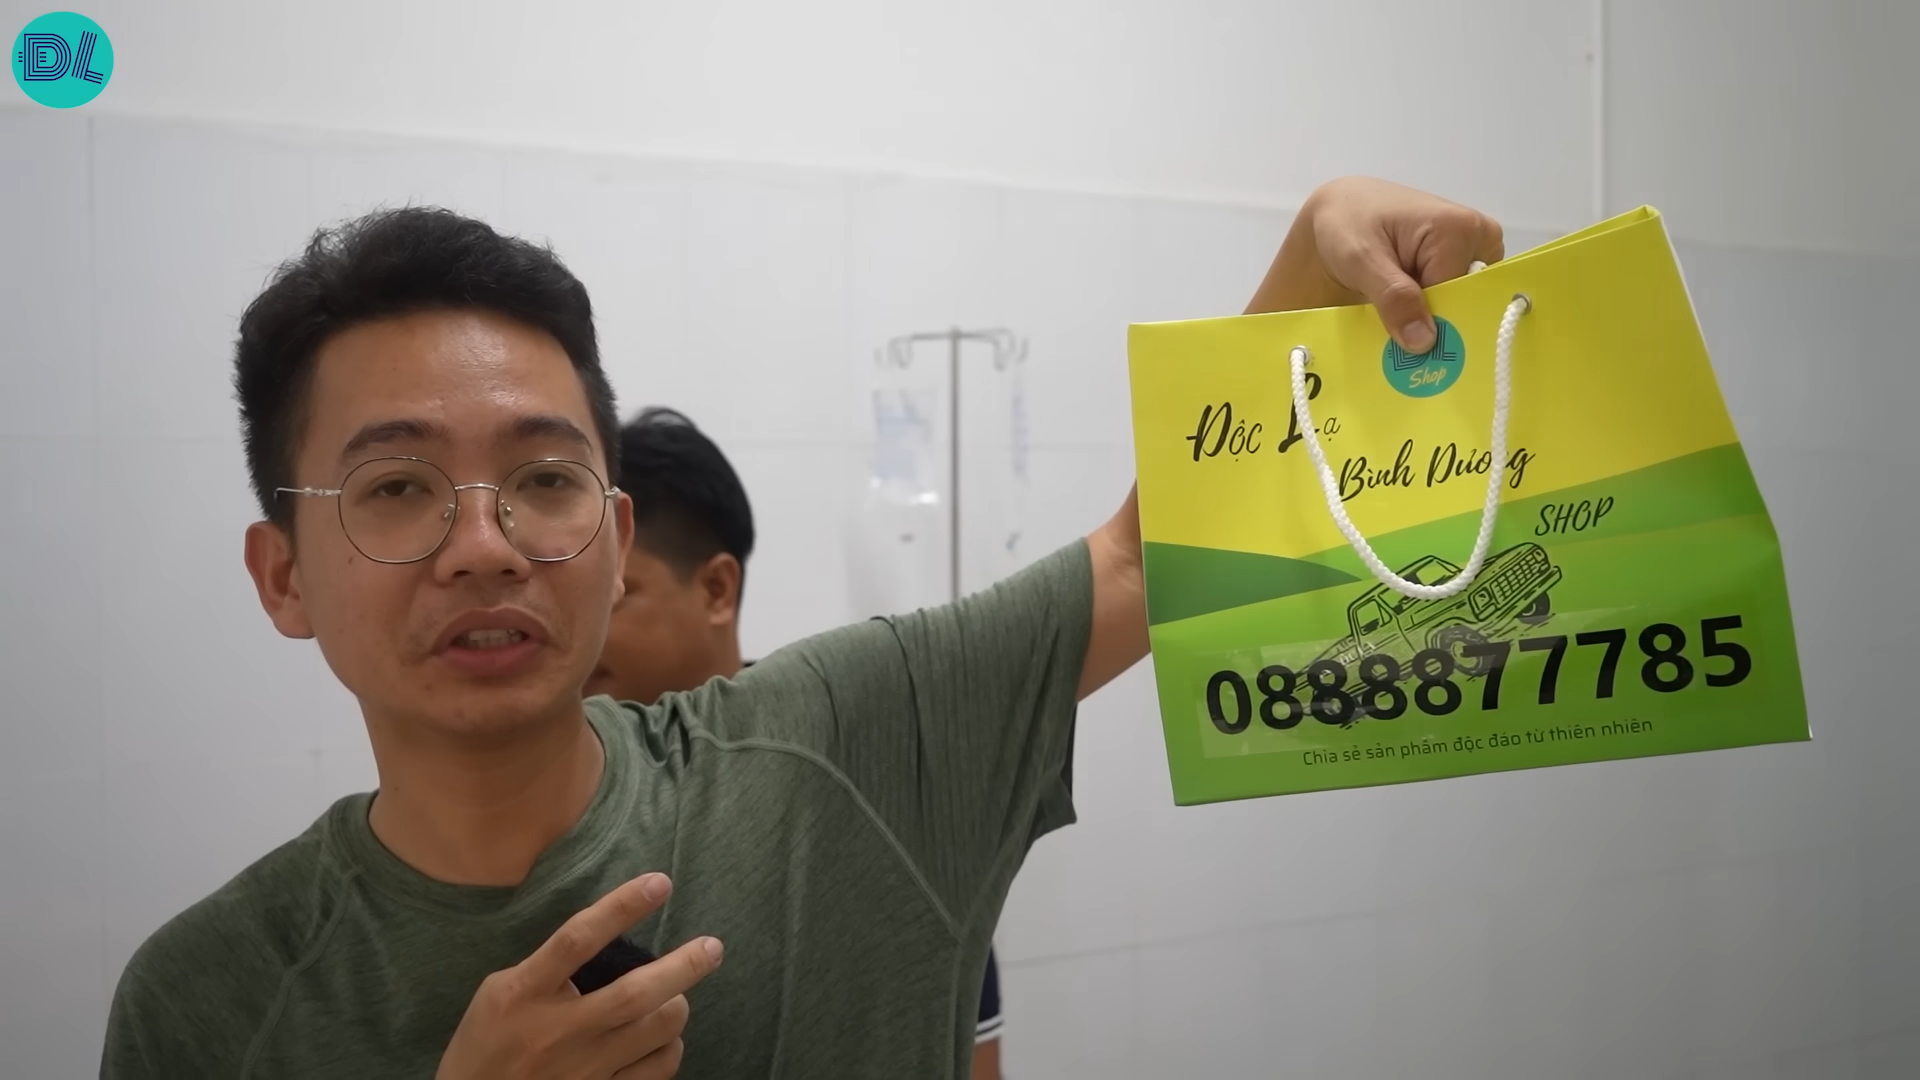 DL
DL
Shop
Độc Lạ
Bình Dương
SHOP
0888877785
Chia sẻ sản phẩm độc đáo từ thiên nhiên